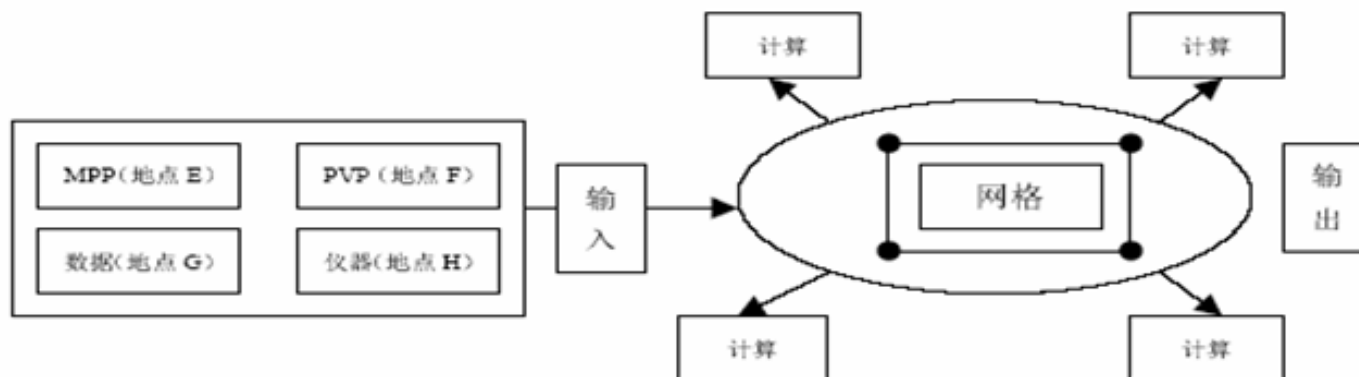 计算
计算
MPP(地点 E)
PVP (地点 F)
数据(地点 G)
仪器(地点 H)
输
入
网格
输
出
计算
计算